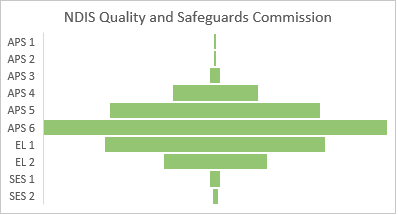 NDIS Quality and Safeguards Commission
APS 1
APS 2
APS 3
APS 4
APS 5
APS 6
EL 1
EL 2
SES 1
SES 2